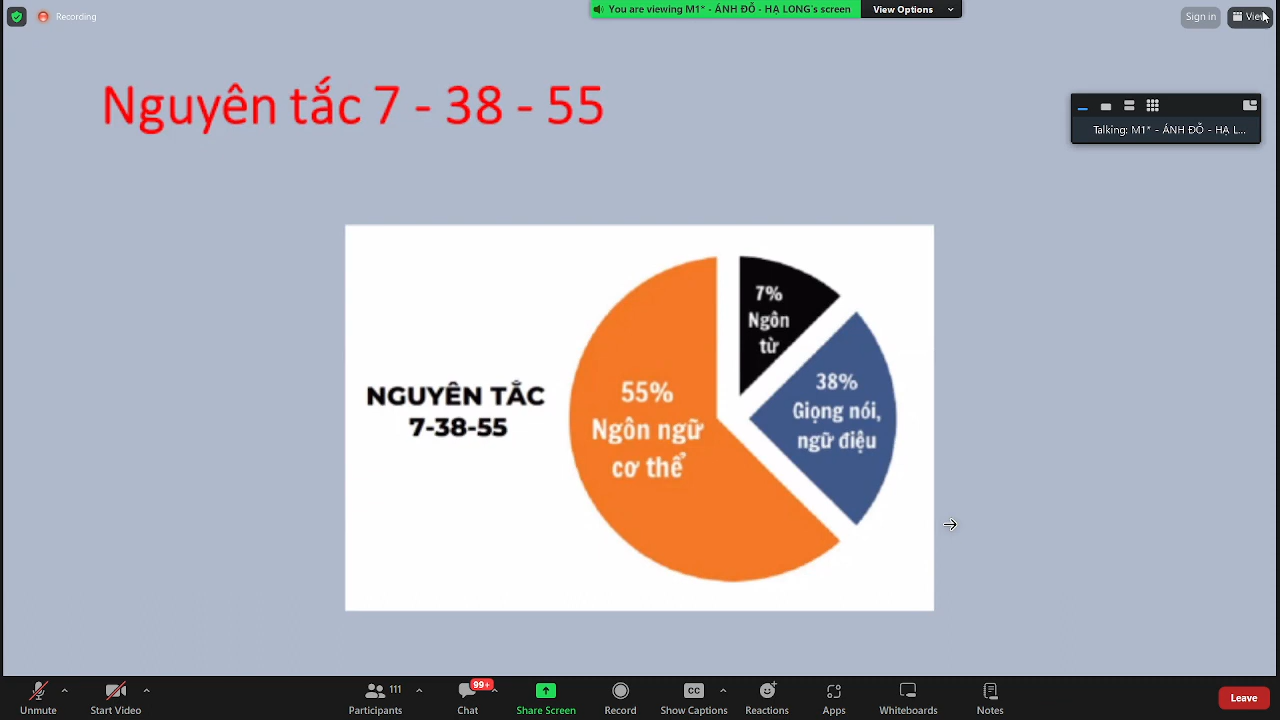 Recording
You are viewing M1* - ÁNH ĐỖ - HẠ LONG's screen
View Options
Sign in
View
Talking: M1* - ÁNH ĐỖ - HẠ L...
Nguyên tắc 7 - 38 - 55
NGUYÊN TẮC
7-38-55
7%
Ngôn
từ
38%
Giọng nói,
ngữ điệu
55%
Ngôn ngữ
cơ thể
Unmute
Start Video
111
Participants
99+
Chat
Share Screen
Record
CC
Show Captions
Reactions
Apps
Whiteboards
Notes
Leave